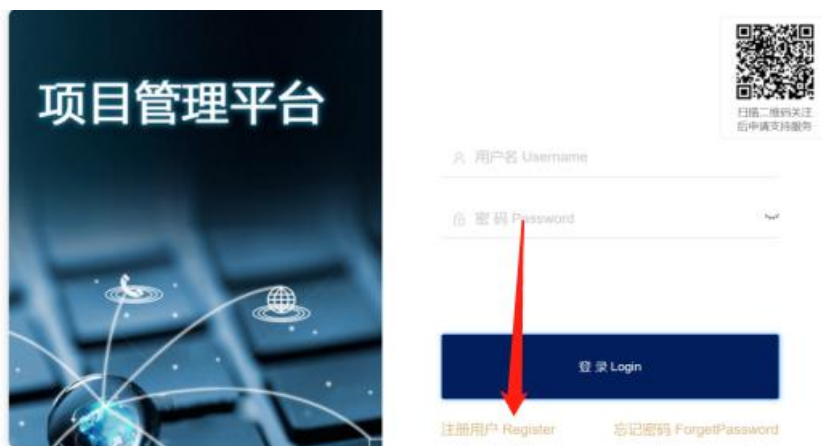 项目管理平台
扫描二维码关注
后申请支持服务
用户名 Username
密 码 Password
登 录 Login
注册用户 Register
忘记密码 ForgetPassword